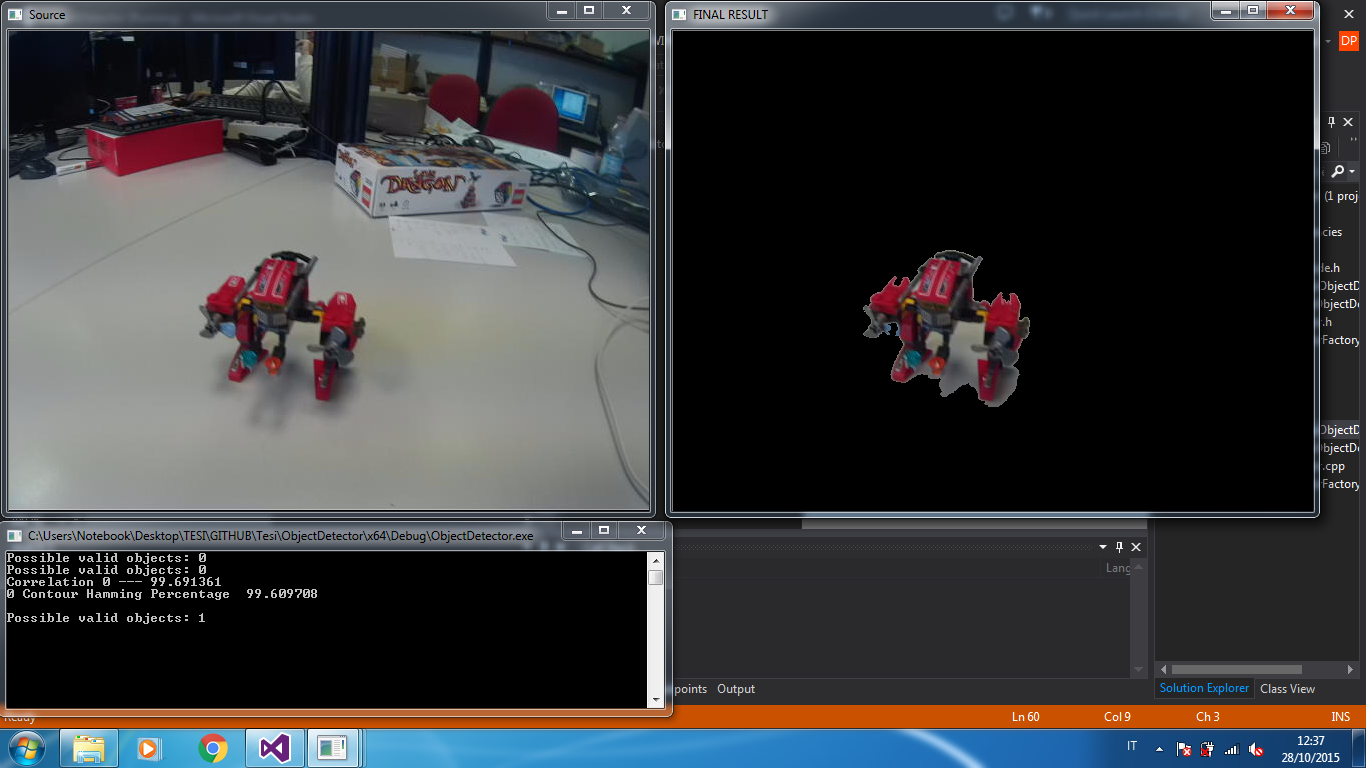 Source
FINAL RESULT
DP
DRAGON
(1 proj
cies
le.h
ObjectD
ObjectDe
r.h
Factory
ObjectD
ObjectDe
.cpp
Factory
C:\Users\Notebook\Desktop\TESI\GITHUB\Tesi\ObjectDetector\x64\Debug\ObjectDetector.exe
Possible valid objects: 0
Possible valid objects: 0
Correlation 0 --- 99.691361
0 Contour Hamming Percentage  99.609708
Possible valid objects: 1
Lang
points Output
Solution Explorer Class View
Ready
Ln 60 Col 9 Ch 3 INS
IT
12:37
28/10/2015